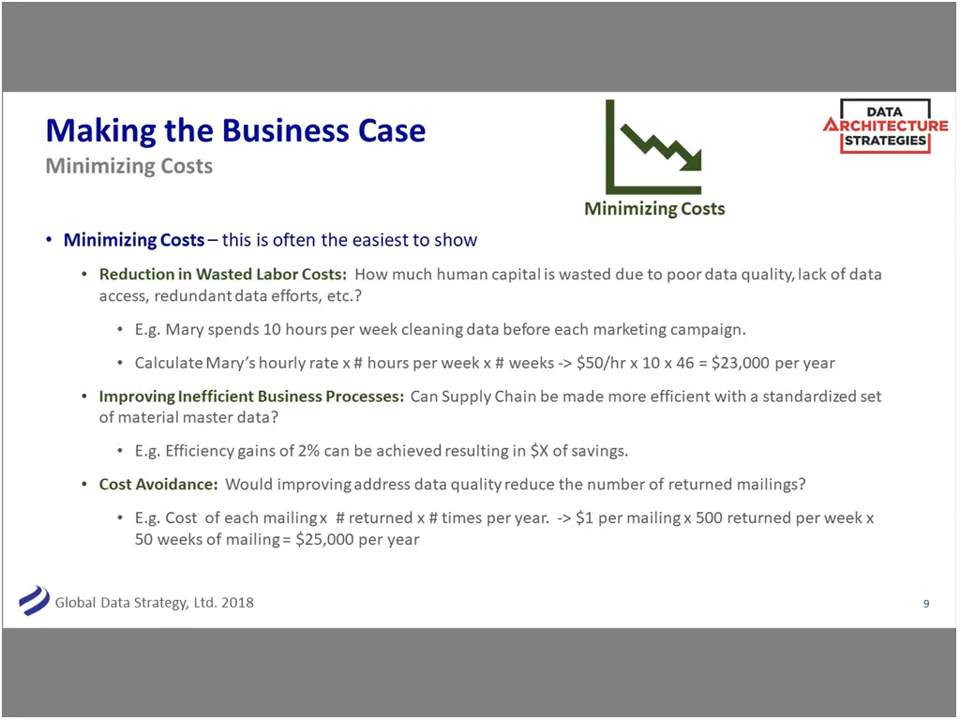 Making the Business Case
Minimizing Costs
Minimizing Costs
DATA
ARCHITECTURE
STRATEGIES
• Minimizing Costs – this is often the easiest to show
• Reduction in Wasted Labor Costs: How much human capital is wasted due to poor data quality, lack of data
access, redundant data efforts, etc.?
• E.g. Mary spends 10 hours per week cleaning data before each marketing campaign.
• Calculate Mary's hourly rate x # hours per week x # weeks -> $50/hr x 10 x 46 = $23,000 per year
• Improving Inefficient Business Processes: Can Supply Chain be made more efficient with a standardized set
of material master data?
• E.g. Efficiency gains of 2% can be achieved resulting in $X of savings.
• Cost Avoidance: Would improving address data quality reduce the number of returned mailings?
• E.g. Cost of each mailing x # returned x # times per year. -> $1 per mailing x 500 returned per week x
50 weeks of mailing = $25,000 per year
Global Data Strategy, Ltd. 2018
9